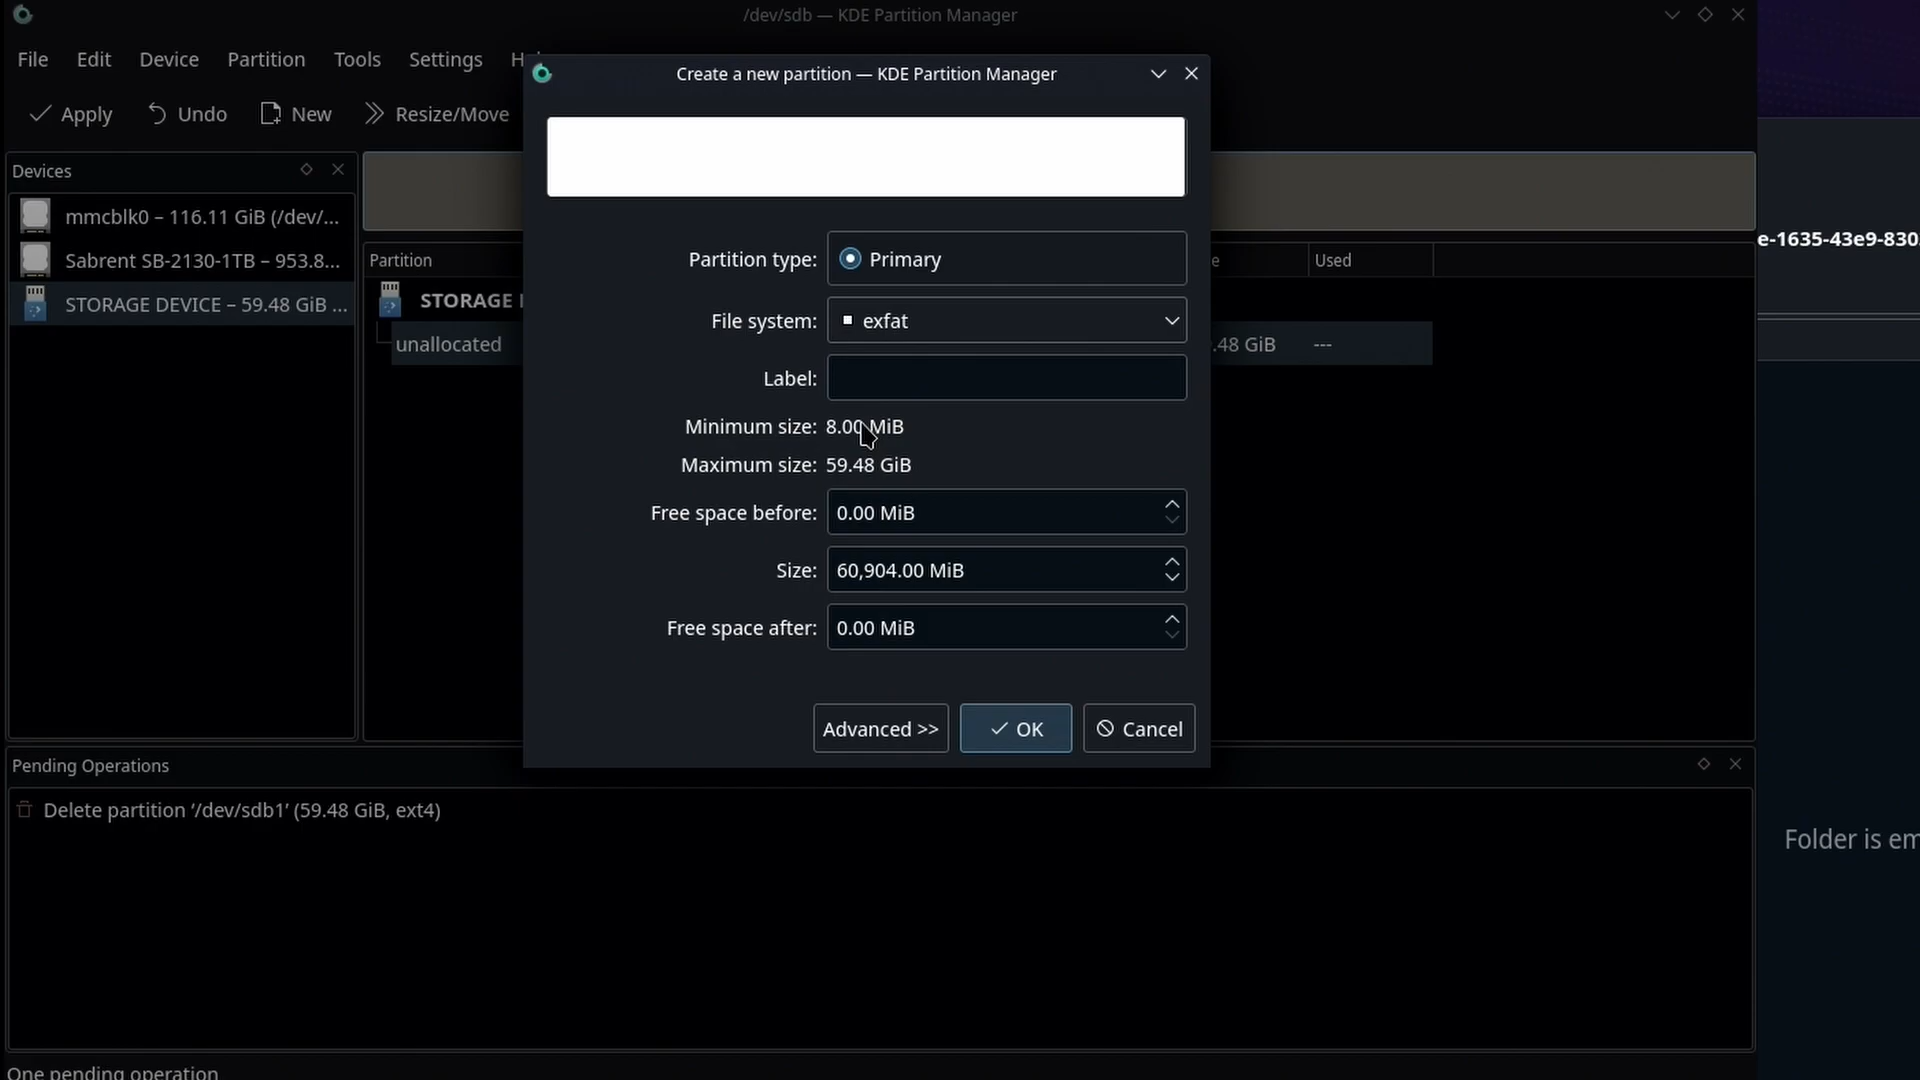 /dev/sdb — KDE Partition Manager
File Edit Device Partition Tools Settings
Create a new partition — KDE Partition Manager
Apply Undo New Resize/Move
Devices
mmcblk0 – 116.11 GiB (/dev/...
Sabrent SB-2130-1TB – 953.8...
STORAGE DEVICE – 59.48 GiB ...
Partition
Used
STORAGE
unallocated
.48 GiB ---
e-1635-43e9-830
Partition type: Primary
File system: exfat
Label:
Minimum size: 8.00 MiB
Maximum size: 59.48 GiB
Free space before: 0.00 MiB
Size: 60,904.00 MiB
Free space after: 0.00 MiB
Advanced >> OK Cancel
Pending Operations
Delete partition ‘/dev/sdb1’ (59.48 GiB, ext4)
Folder is em
One pending operation